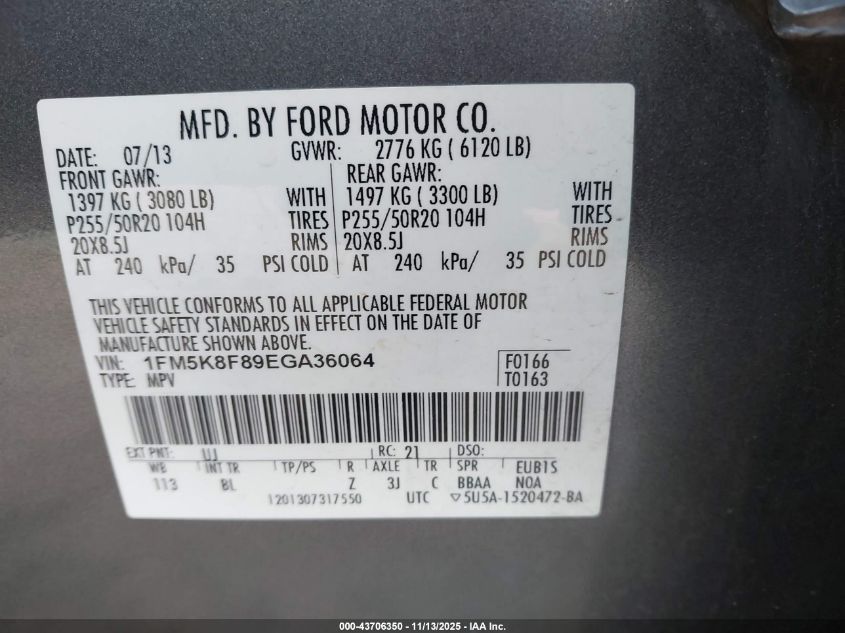 MFD. BY FORD MOTOR CO.
DATE: 07/13 GVWR: 2776 KG ( 6120 LB)
FRONT GAWR: REAR GAWR:
1397 KG ( 3080 LB) WITH 1497 KG ( 3300 LB) WITH
P255/50R20 104H TIRES P255/50R20 104H TIRES
20X8.5J RIMS 20X8.5J RIMS
AT 240 kPa/ 35 PSI COLD AT 240 kPa/ 35 PSI COLD
THIS VEHICLE CONFORMS TO ALL APPLICABLE FEDERAL MOTOR
VEHICLE SAFETY STANDARDS IN EFFECT ON THE DATE OF
MANUFACTURE SHOWN ABOVE.
VIN: 1FM5K8F89EGA36064 F0166
TYPE: MPV T0163
EXT PNT: UJ RC: 21 DSO:
WB INT TR TP/PS R AXLE TR SPR EUB1S
113 BL Z 3J C BBAA NOA
1201307317550 UTC ▽5U5A-1520472-BA
000-43706350 - 11/13/2025 - IAA Inc.